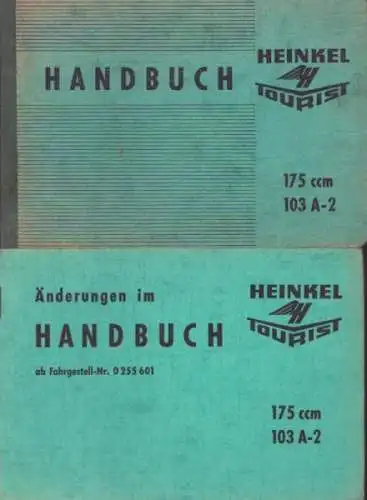 HANDBUCH
HEINKEL
TOURIST
175 ccm
103 A-2
Änderungen im
HANDBUCH
ab Fahrgestell-Nr. 0 255 601
HEINKEL
TOURIST
175 ccm
103 A-2